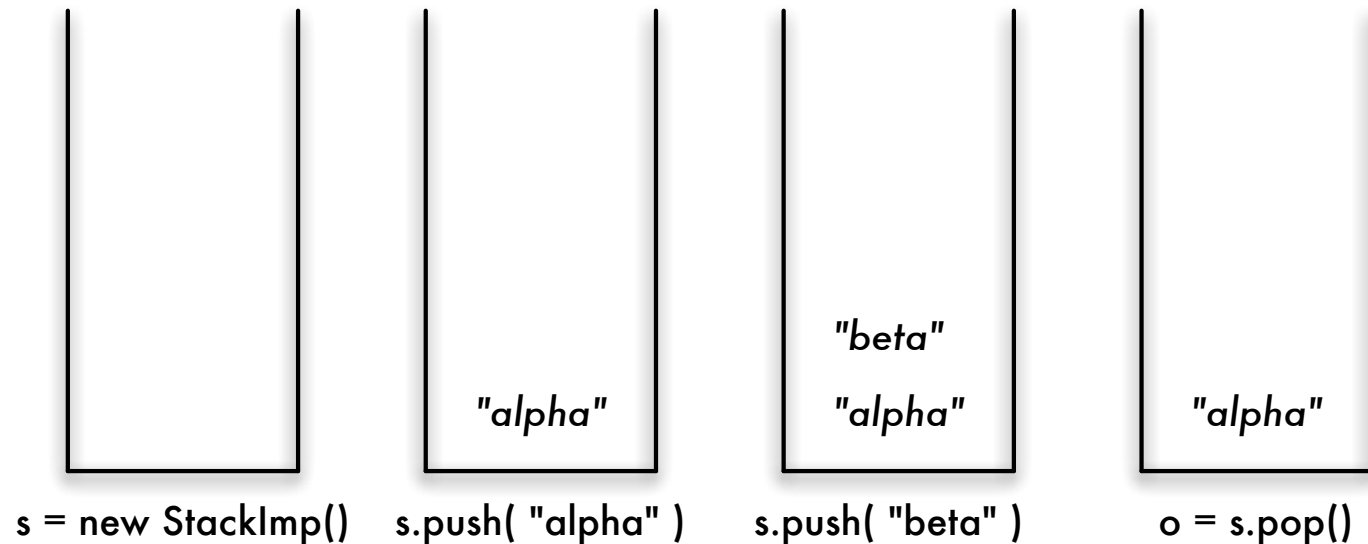 "beta"
"alpha" "alpha" "alpha"
s = new StackImp() s.push( "alpha" ) s.push( "beta" ) o = s.pop()